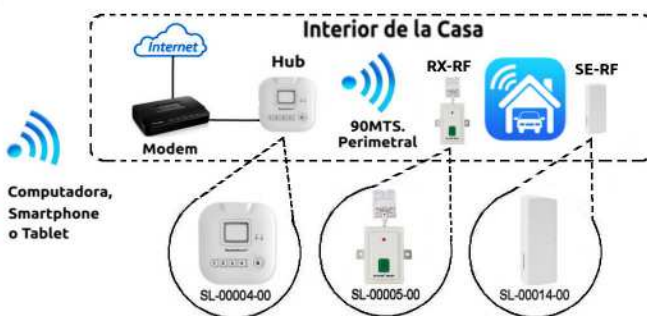 Interior de la Casa
Internet
Hub
RX-RF
SE-RF
90MTS.
Perimetral
Modem
Computadora,
Smartphone
o Tablet
SL-00004-00
SL-00005-00
SL-00014-00